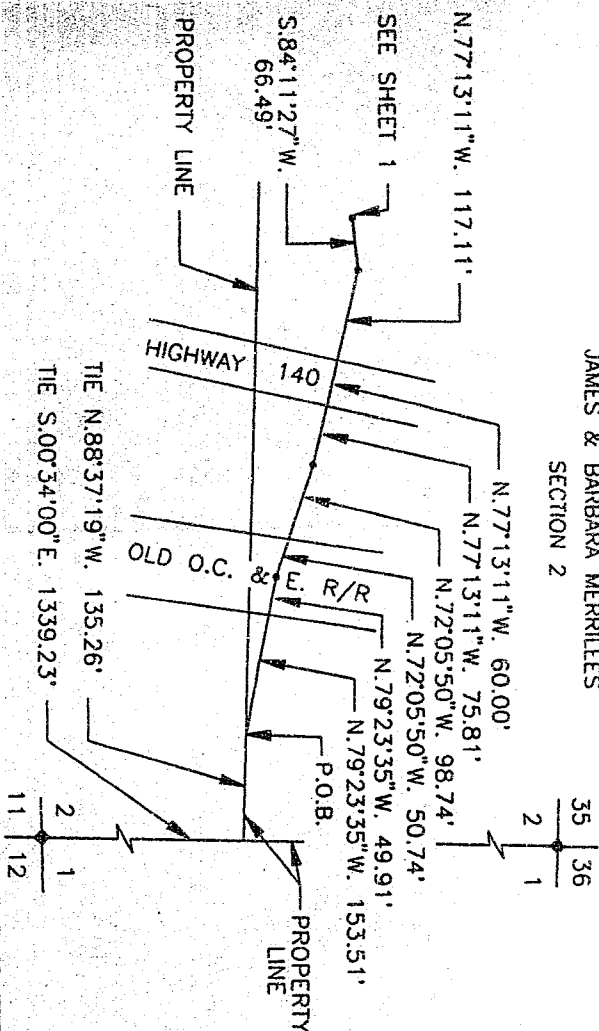 JAMES & BARBARA MERRILEES
SECTION 2
35 36
2 1
N.77°13'11"W. 117.11'
SEE SHEET 1
S.84°11'27"W.
66.49'
PROPERTY LINE
HIGHWAY 140
N.77°13'11"W. 60.00'
N.77°13'11"W. 75.81'
N.72°05'50"W. 98.74'
N.72°05'50"W. 50.74'
N.79°23'35"W. 49.91'
N.79°23'35"W. 153.51'
P.O.B.
OLD O.C. & E. R/R
PROPERTY
LINE
TIE N.88°37'19"W. 135.26'
TIE S.00°34'00"E. 1339.23'
2 1
11 12